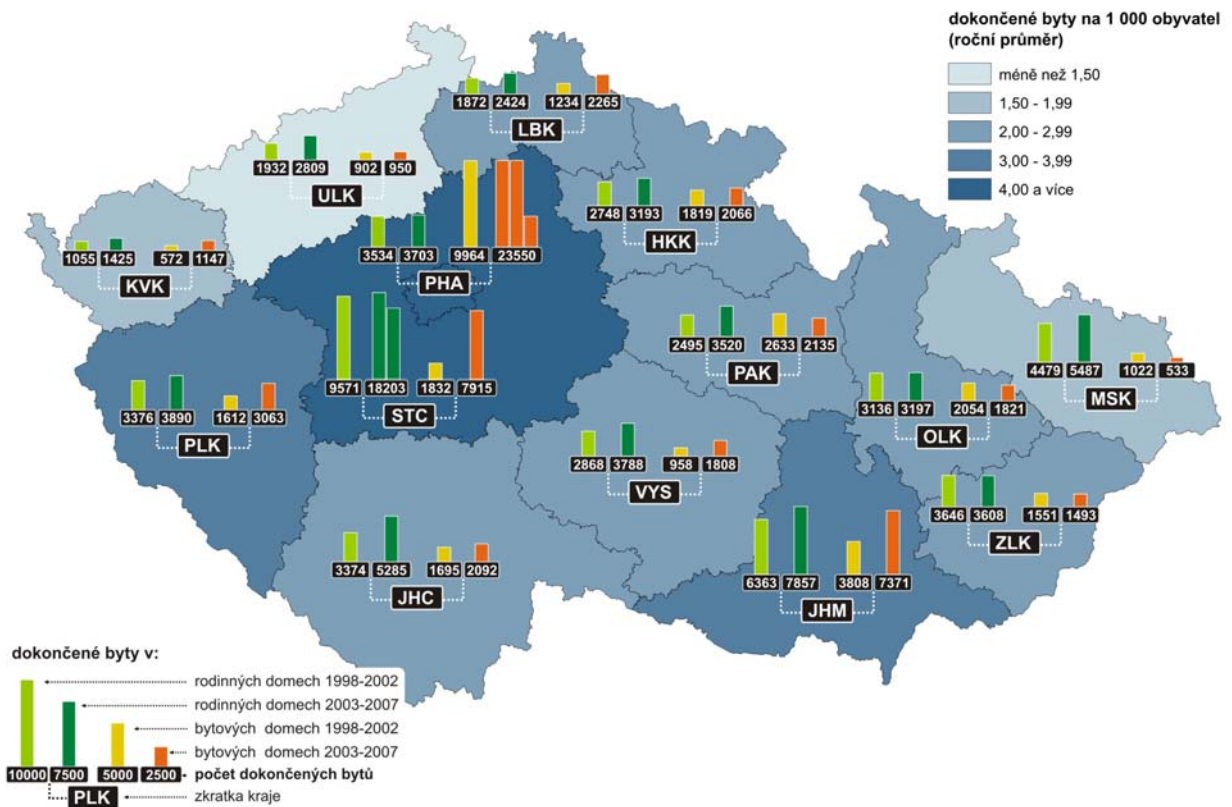 dokončené byty na 1 000 obyvatel
(roční průměr)
méně než 1,50
1,50 - 1,99
2,00 - 2,99
3,00 - 3,99
4,00 a více
1872 2424 1234 2265
LBK
1932 2809 902 950
ULK
2748 3193 1819 2066
HKK
1055 1425 572 1147
KVK
3534 3703 9964 23550
PHA
2495 3520 2633 2135
PAK
4479 5487 1022 533
MSK
9571 18203 1832 7915
STC
3376 3890 1612 3063
PLK
3136 3197 2054 1821
OLK
2868 3788 958 1808
VYS
3646 3608 1551 1493
ZLK
3374 5285 1695 2092
JHC
6363 7857 3808 7371
JHM
dokončené byty v:
rodinných domech 1998-2002
rodinných domech 2003-2007
bytových domech 1998-2002
bytových domech 2003-2007
10000 7500 5000 2500 počet dokončených bytů
PLK zkratka kraje